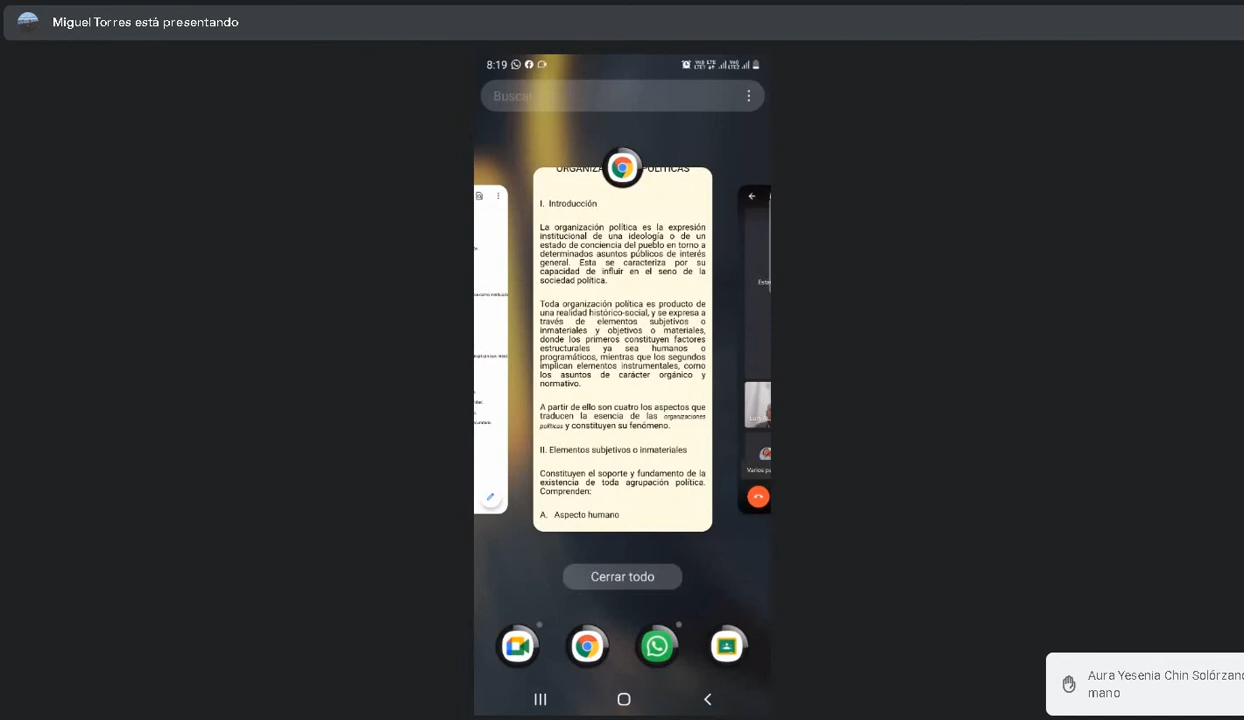 Miguel Torres está presentando
8:19
Buscar
ORGANIZA POLÍTICAS
I. Introducción
La organización política es la expresión
institucional de una ideología o de un
estado de conciencia del pueblo en torno a
determinados asuntos públicos de interés
general. Esta se caracteriza por su
capacidad de influir en el seno de la
sociedad política.
Toda organización política es producto de
una realidad histórico-social, y se expresa a
través de elementos subjetivos o
inmateriales y objetivos o materiales,
donde los primeros constituyen factores
estructurales ya sea humanos o
programáticos, mientras que los segundos
implican elementos instrumentales, como
los asuntos de carácter orgánico y
normativo.
A partir de ello son cuatro los aspectos que
traducen la esencia de las organizaciones
políticas y constituyen su fenómeno.
II. Elementos subjetivos o inmateriales
Constituyen el soporte y fundamento de la
existencia de toda agrupación política.
Comprenden:
A. Aspecto humano
Varios
Cerrar todo
Aura Yesenia Chin Solórzano
mano